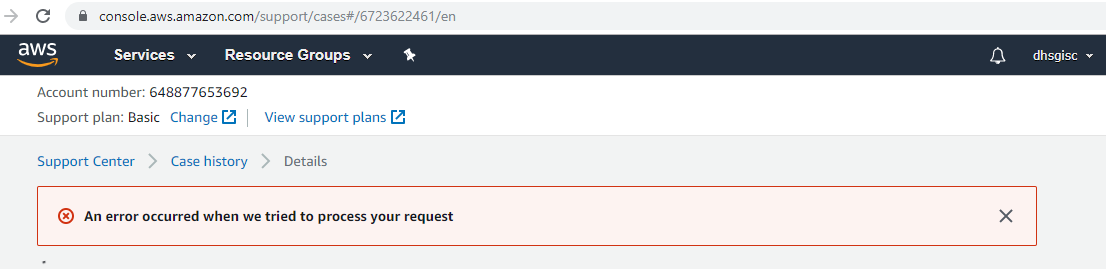 console.aws.amazon.com/support/cases#/6723622461/en
aws Services Resource Groups dhsgisc
Account number: 648877653692
Support plan: Basic Change View support plans
Support Center Case history Details
An error occurred when we tried to process your request